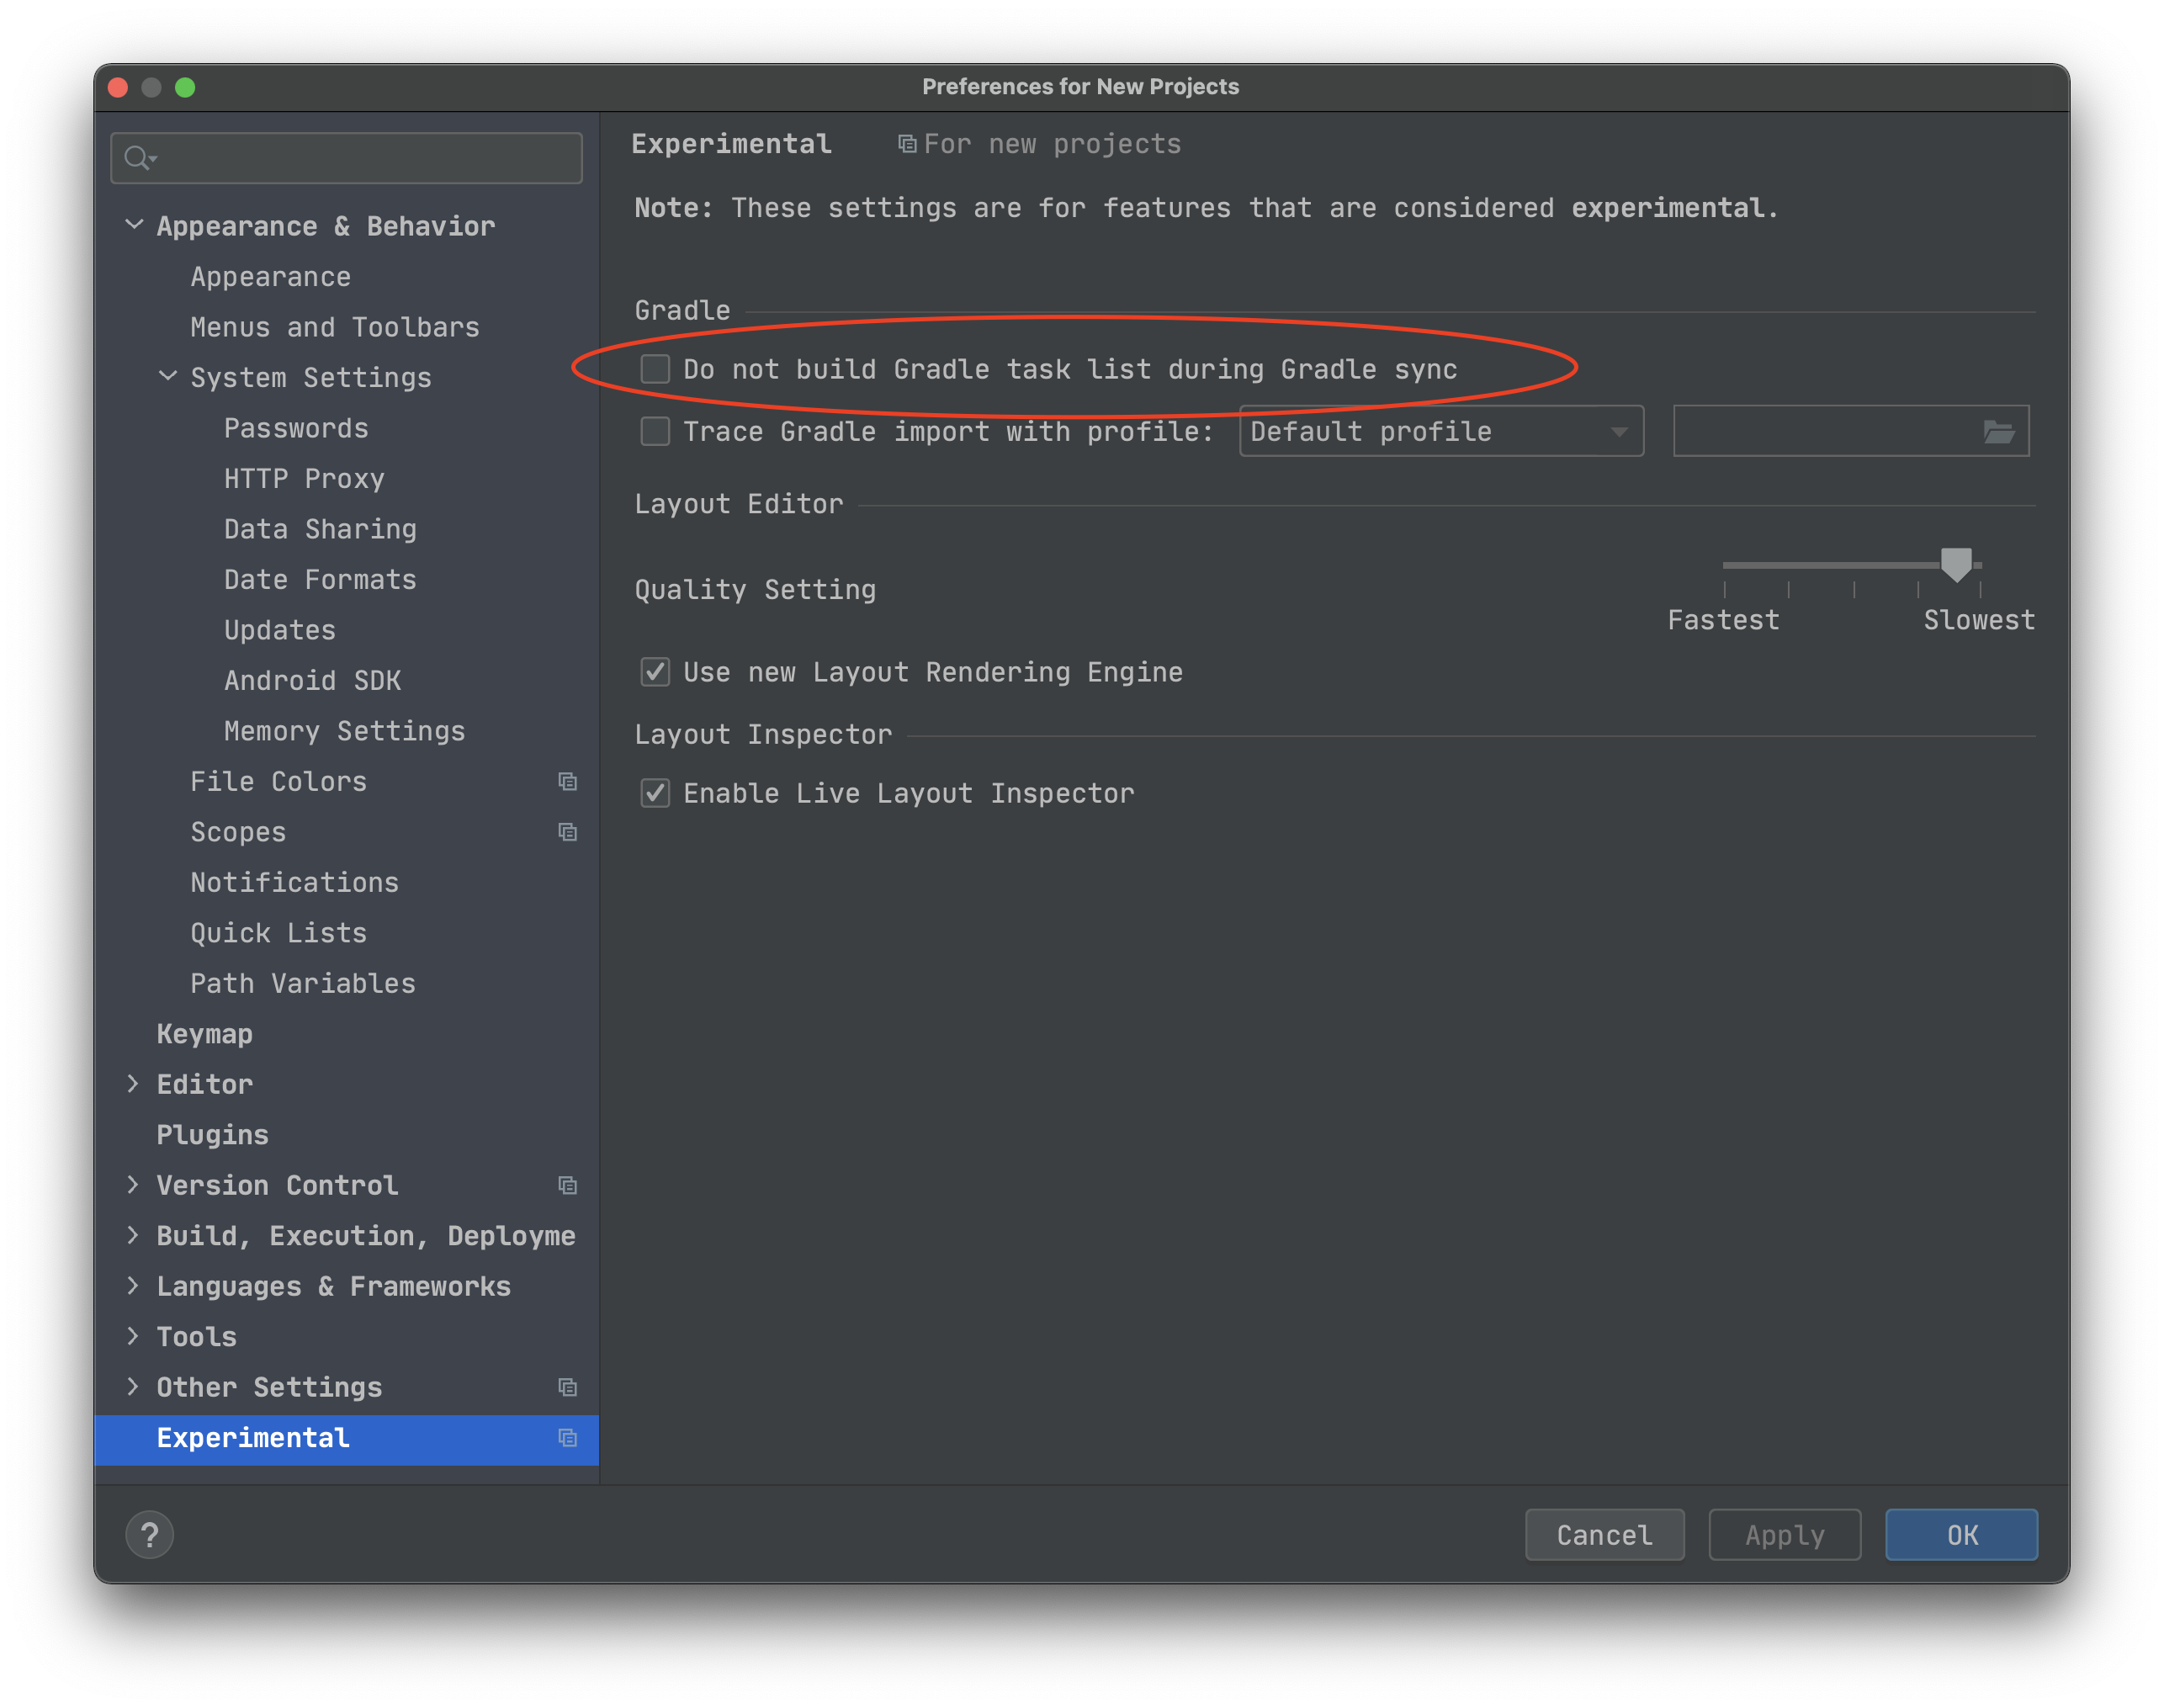 Preferences for New Projects
Appearance & Behavior
Appearance
Menus and Toolbars
System Settings
Passwords
HTTP Proxy
Data Sharing
Date Formats
Updates
Android SDK
Memory Settings
File Colors
Scopes
Notifications
Quick Lists
Path Variables
Keymap
Editor
Plugins
Version Control
Build, Execution, Deployme
Languages & Frameworks
Tools
Other Settings
Experimental
Experimental For new projects
Note: These settings are for features that are considered experimental.
Gradle
Do not build Gradle task list during Gradle sync
Trace Gradle import with profile: Default profile
Layout Editor
Quality Setting
Fastest Slowest
Use new Layout Rendering Engine
Layout Inspector
Enable Live Layout Inspector
? Cancel Apply OK